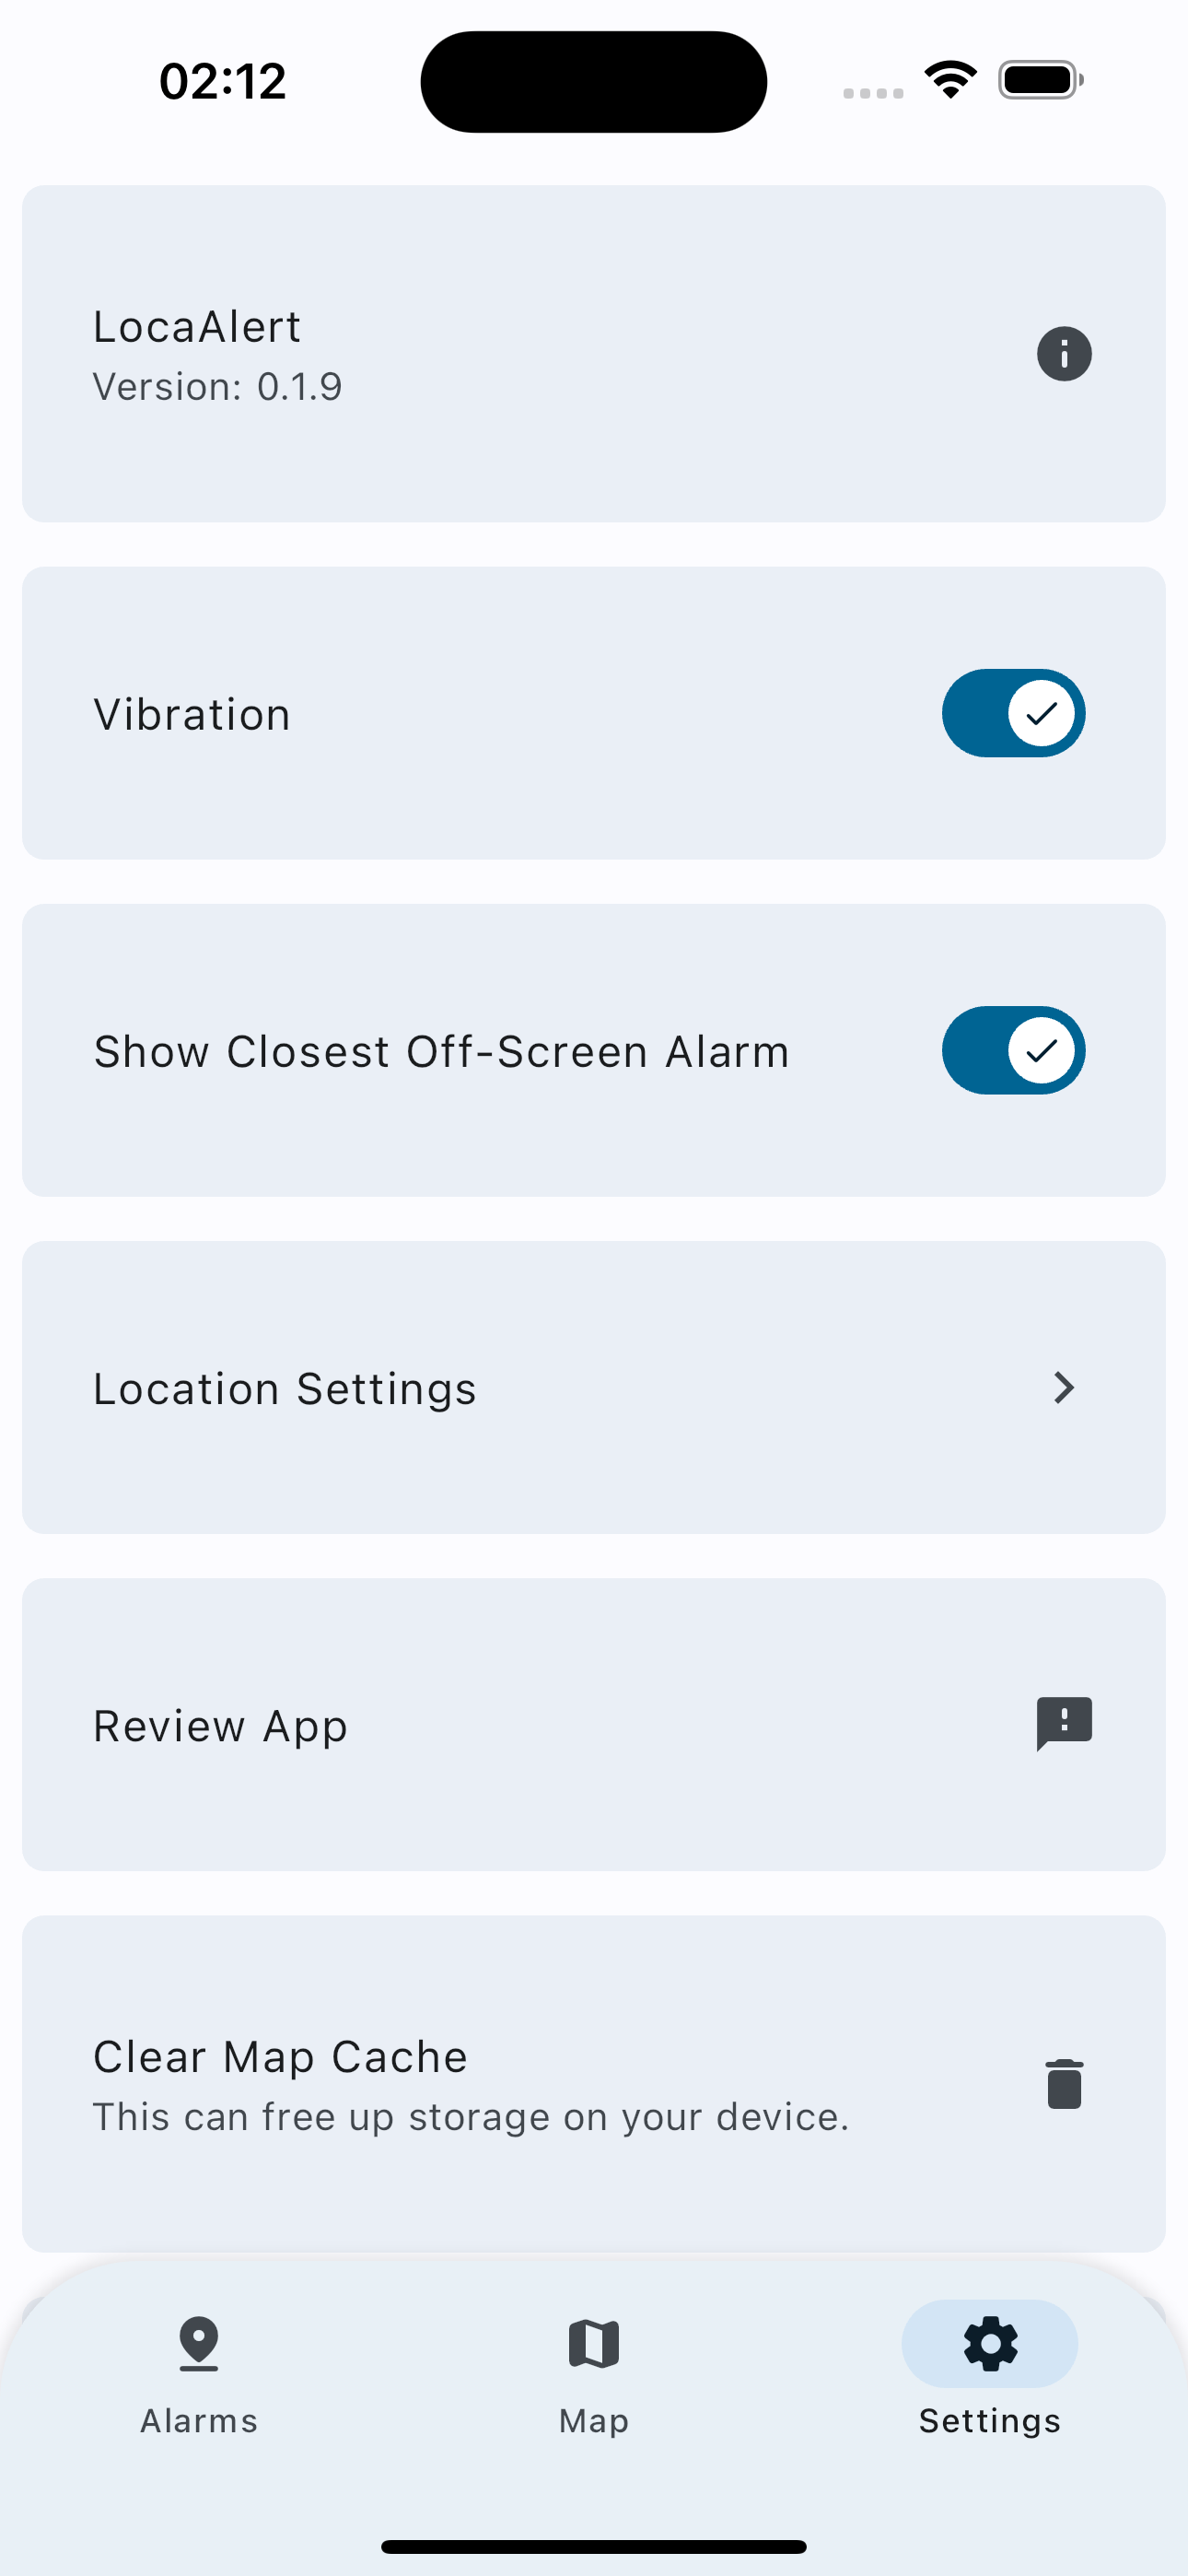 02:12
LocaAlert
Version: 0.1.9
Vibration
Show Closest Off-Screen Alarm
Location Settings
Review App
Clear Map Cache
This can free up storage on your device.
Alarms
Map
Settings